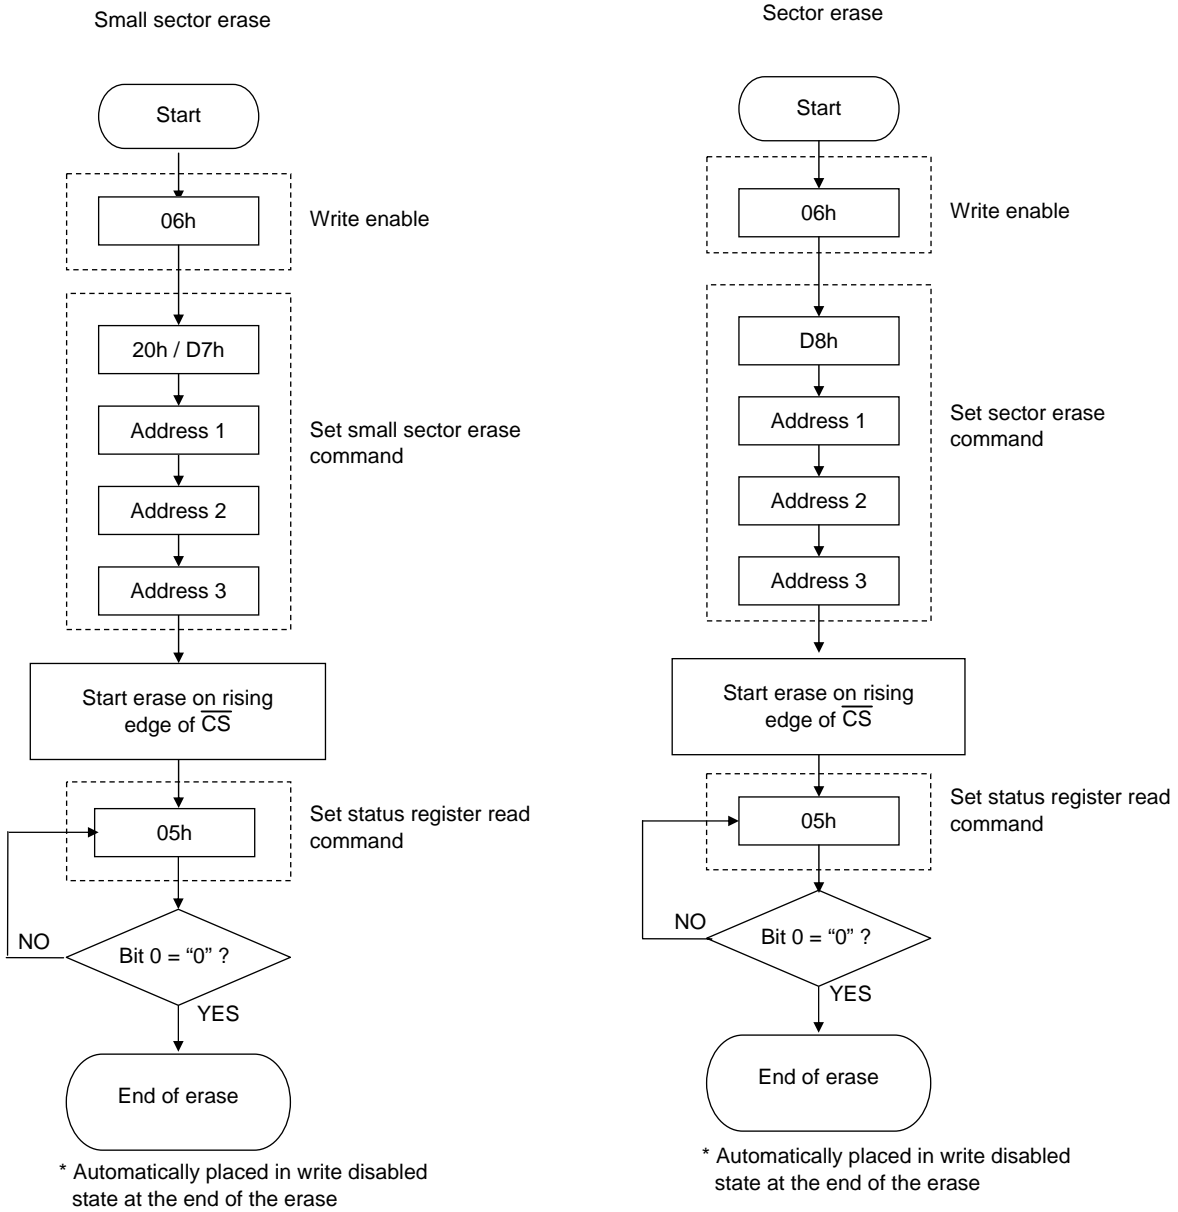 Small sector erase
Start
06h
Write enable
20h / D7h
Address 1
Address 2
Address 3
Set small sector erase
command
Start erase on rising
edge of C̅S̅
05h
Set status register read
command
NO
Bit 0 = “0” ?
YES
End of erase
* Automatically placed in write disabled
state at the end of the erase
Sector erase
Start
06h
Write enable
D8h
Address 1
Address 2
Address 3
Set sector erase
command
Start erase on rising
edge of C̅S̅
05h
Set status register read
command
NO
Bit 0 = “0” ?
YES
End of erase
* Automatically placed in write disabled
state at the end of the erase